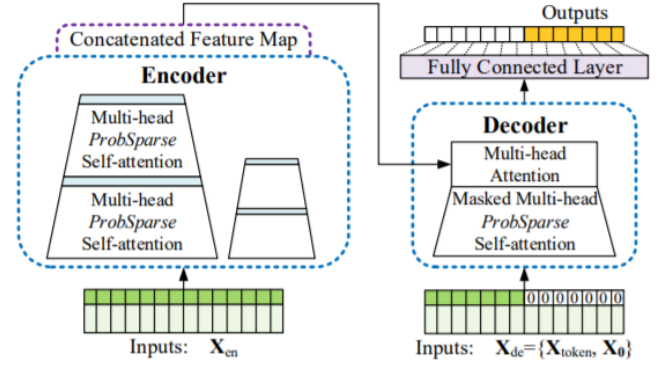 Concatenated Feature Map
Encoder
Multi-head
ProbSparse
Self-attention
Multi-head
ProbSparse
Self-attention
Inputs: Xen
Outputs
Fully Connected Layer
Decoder
Multi-head
Attention
Masked Multi-head
ProbSparse
Self-attention
0000000
Inputs: Xde={Xtoken, X0}